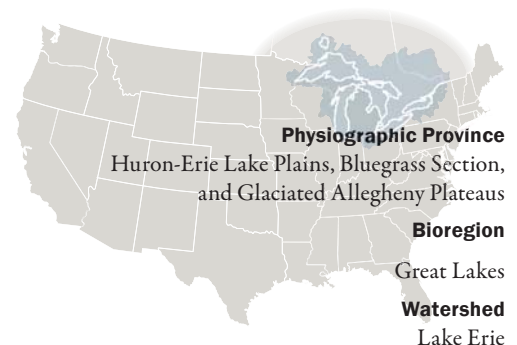 Physiographic Province
Huron-Erie Lake Plains, Bluegrass Section,
and Glaciated Allegheny Plateaus
Bioregion
Great Lakes
Watershed
Lake Erie